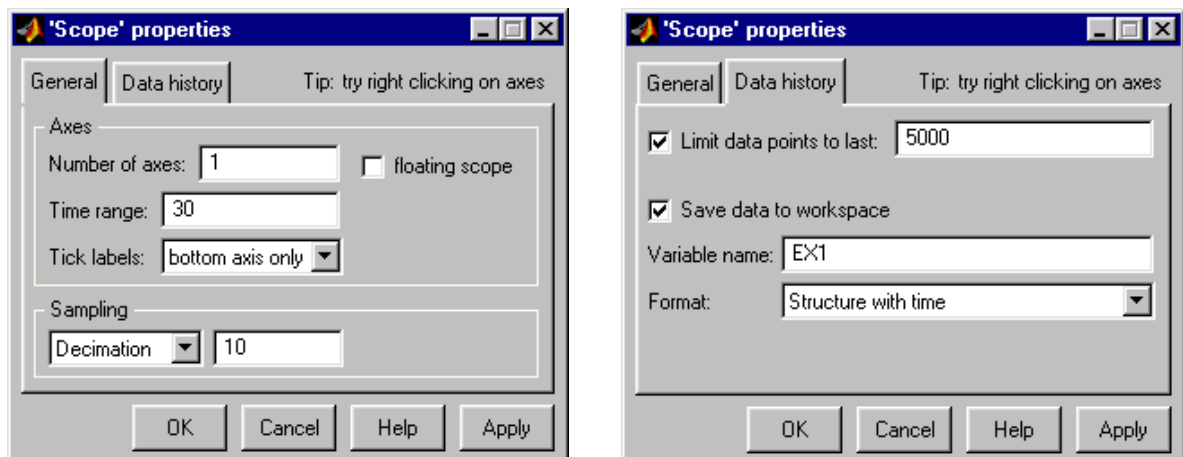 'Scope' properties
General Data history Tip: try right clicking on axes
Axes
Number of axes: 1 floating scope
Time range: 30
Tick labels: bottom axis only
Sampling
Decimation 10
OK Cancel Help Apply
'Scope' properties
General Data history Tip: try right clicking on axes
Limit data points to last: 5000
Save data to workspace
Variable name: EX1
Format: Structure with time
OK Cancel Help Apply